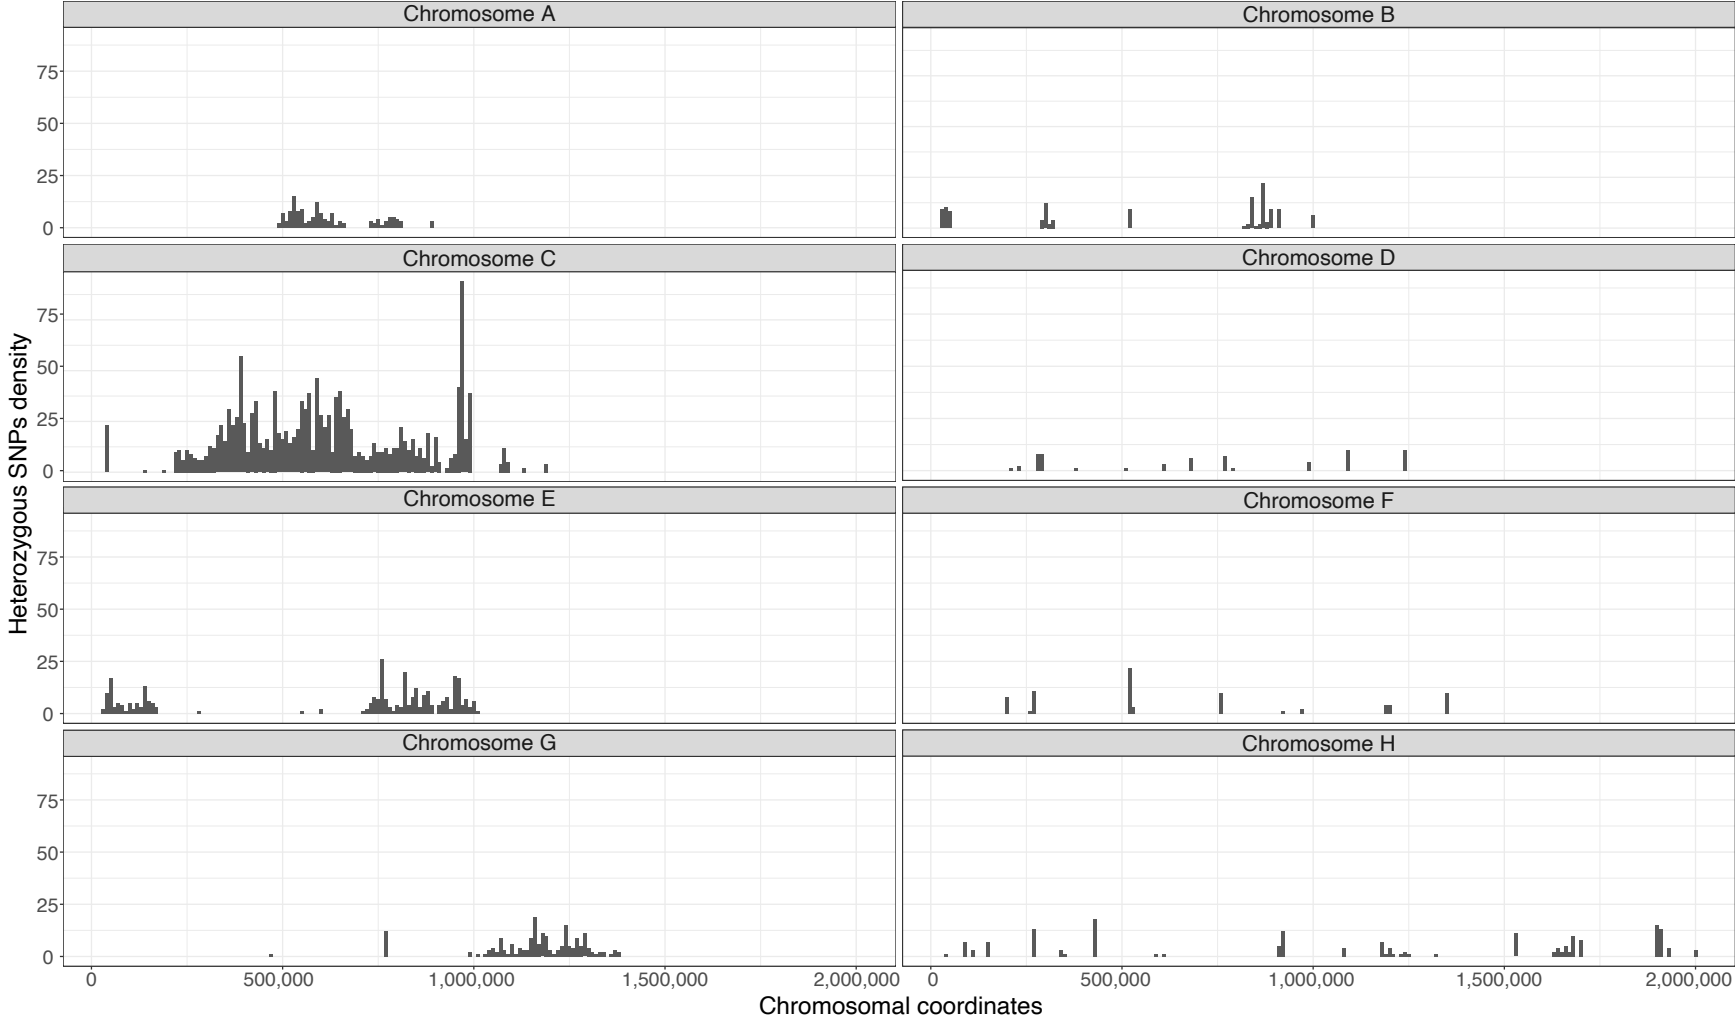 Chromosome A
Chromosome B
75
50
25
0
Chromosome C
Chromosome D
75
50
25
0
Chromosome E
Chromosome F
75
50
25
0
Chromosome G
Chromosome H
75
50
25
0
0 500,000 1,000,000 1,500,000 2,000,000
0 500,000 1,000,000 1,500,000 2,000,000
Chromosomal coordinates
Heterozygous SNPs density